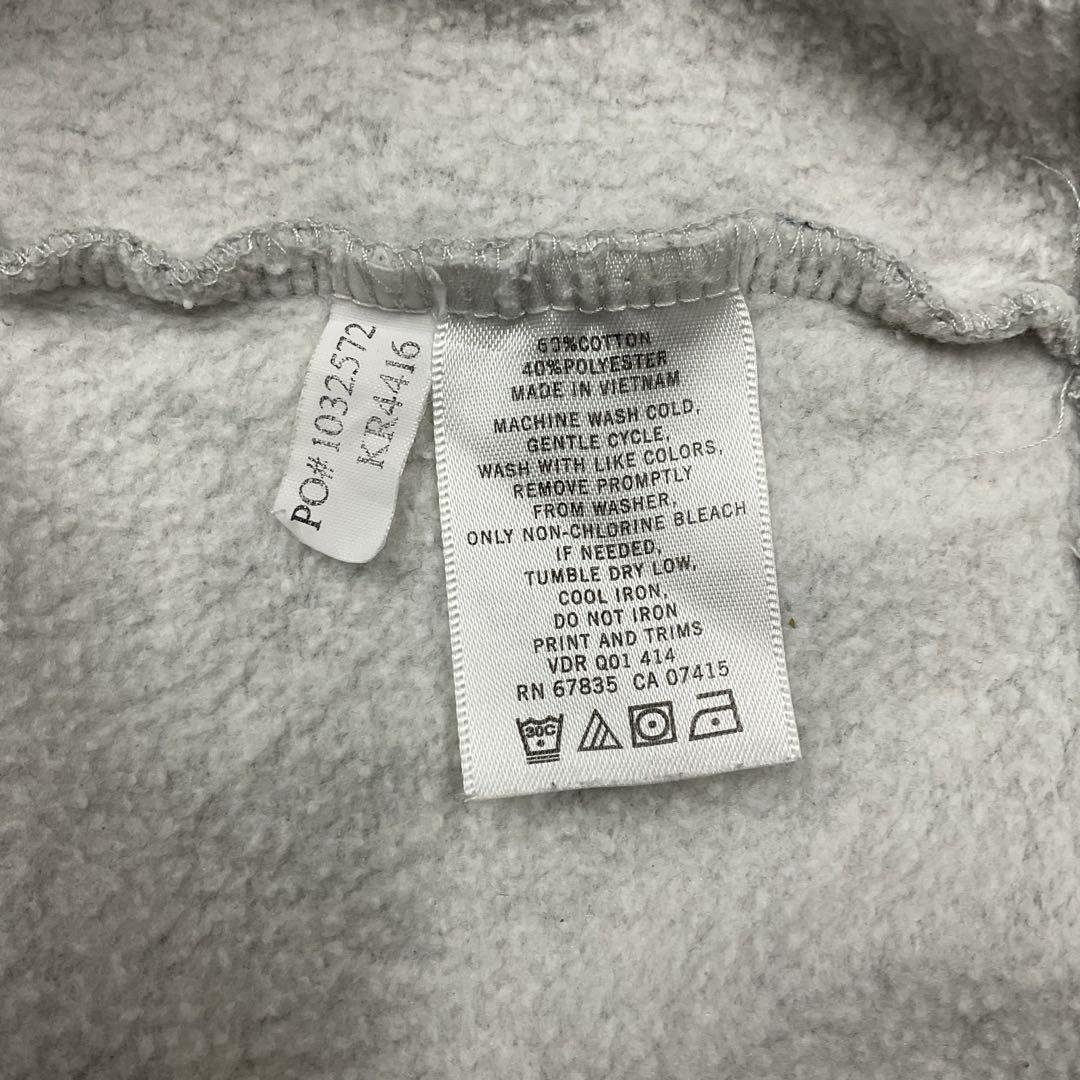 PO# 1032572
KR4416
60%COTTON
40%POLYESTER
MADE IN VIETNAM
MACHINE WASH COLD,
GENTLE CYCLE,
WASH WITH LIKE COLORS,
REMOVE PROMPTLY
FROM WASHER,
ONLY NON-CHLORINE BLEACH
IF NEEDED,
TUMBLE DRY LOW,
COOL IRON,
DO NOT IRON
PRINT AND TRIMS
VDR Q01 414
RN 67835 CA 07415
30C